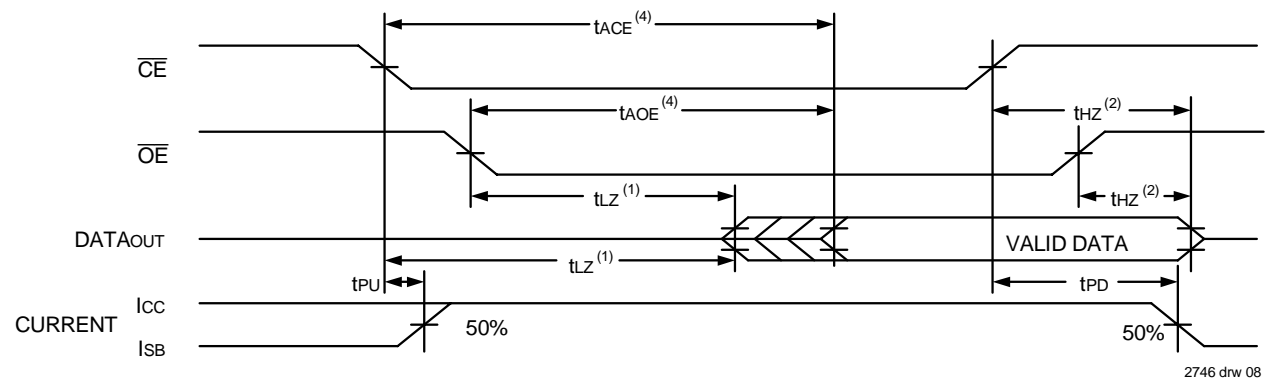 tACE (4)
CE
tAOE (4)
tHZ (2)
OE
tLZ (1)
tHZ (2)
DATAOUT
VALID DATA
tLZ (1)
tPU
tPD
ICC
CURRENT
50%
50%
ISB
2746 drw 08